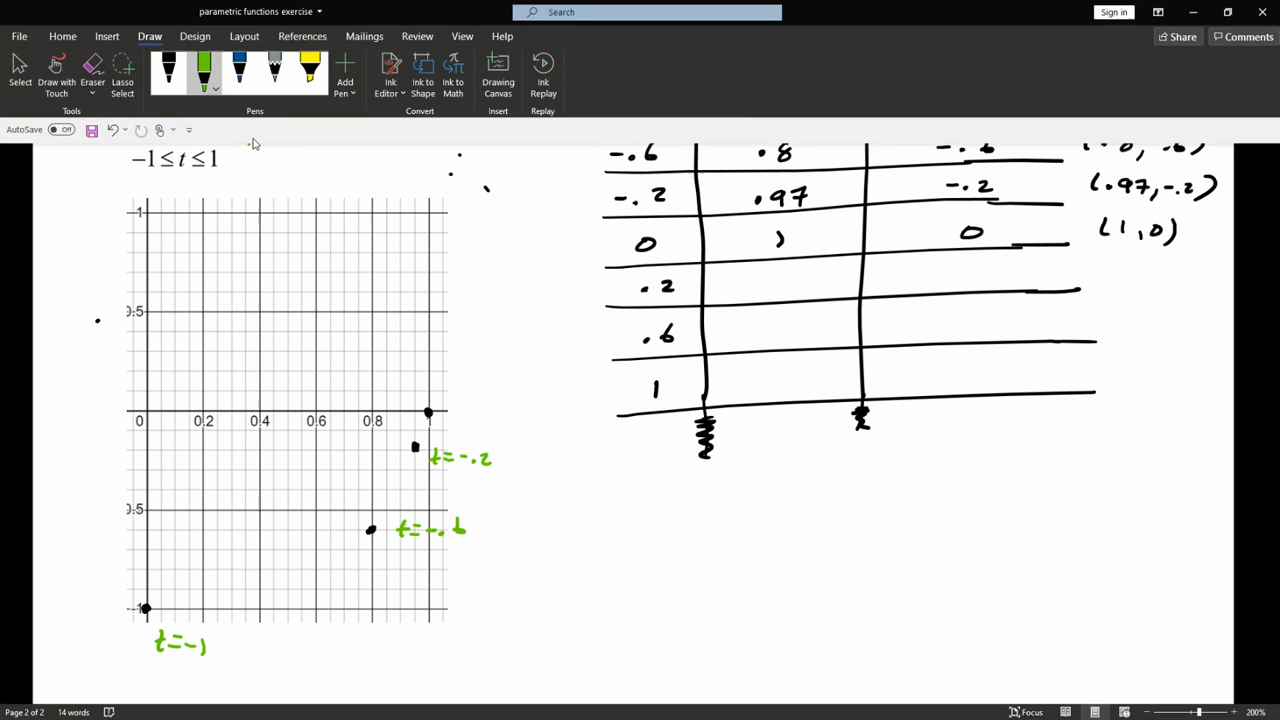 parametric functions exercise
Search
Sign in
File Home Insert Draw Design Layout References Mailings Review View Help
Share Comments
Select
Draw with Touch
Eraser
Lasso Select
Add Pen
Ink Editor
Ink to Shape
Ink to Math
Drawing Canvas
Ink Replay
Tools Pens Convert Insert Replay
AutoSave Off
−1 ≤ t ≤ 1
-.6 .8
-.2 .97 -.2 (.97,-.2)
0 1 0 (1,0)
.2
.6
1
1
0.5
0 0.2 0.4 0.6 0.8 1
t=-.2
0.5
t=-.6
-1
t=-1
Page 2 of 2 14 words
Focus
200%